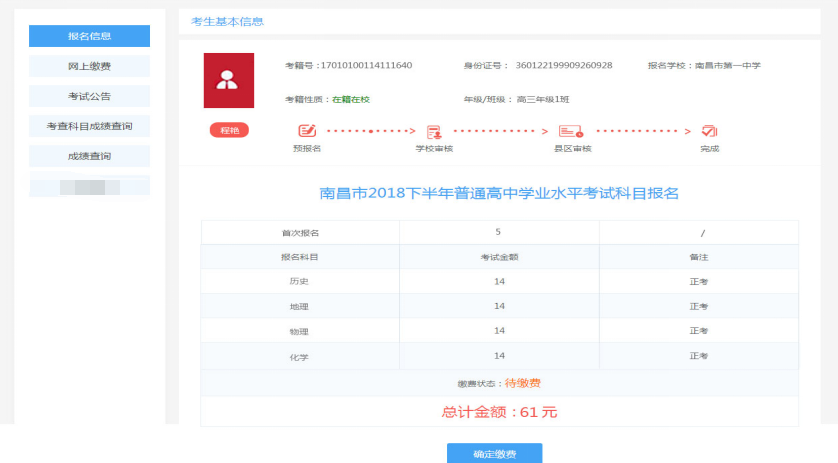 考生基本信息
报名信息
网上缴费
考试公告
考查科目成绩查询
成绩查询
考籍号：17010100114111640 身份证号： 360122199909260928 报名学校：南昌市第一中学
考籍性质：在籍在校 年级/班级： 高三年级1班
程艳
预报名 学校审核 县区审核 完成
南昌市2018下半年普通高中学业水平考试科目报名
首次报名 5 /
报名科目 考试金额 备注
历史 14 正考
地理 14 正考
物理 14 正考
化学 14 正考
缴费状态：待缴费
总计金额：61元
确定缴费